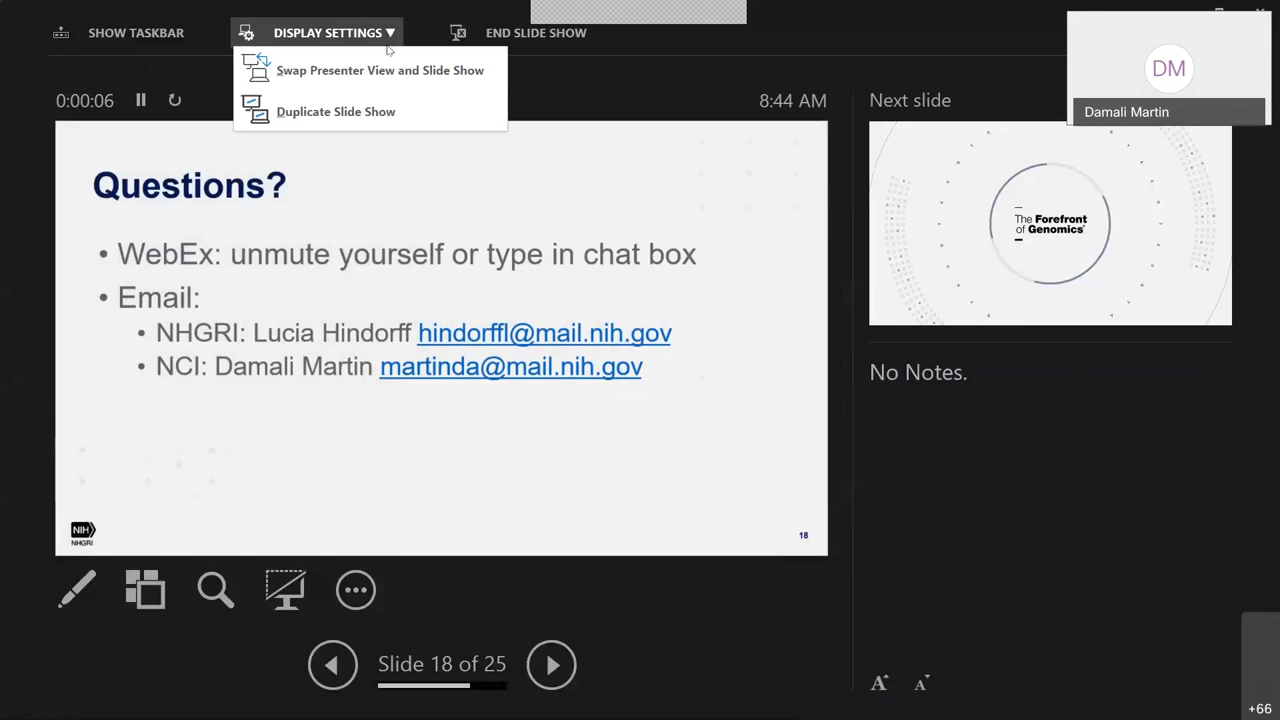 SHOW TASKBAR
DISPLAY SETTINGS ▼
END SLIDE SHOW
Swap Presenter View and Slide Show
Duplicate Slide Show
DM
Damali Martin
0:00:06
8:44 AM
Next slide
Questions?
• WebEx: unmute yourself or type in chat box
• Email:
• NHGRI: Lucia Hindorff hindorffl@mail.nih.gov
• NCI: Damali Martin martinda@mail.nih.gov
NIH
NHGRI
18
The Forefront
of Genomics®
No Notes.
Slide 18 of 25
A A
+66